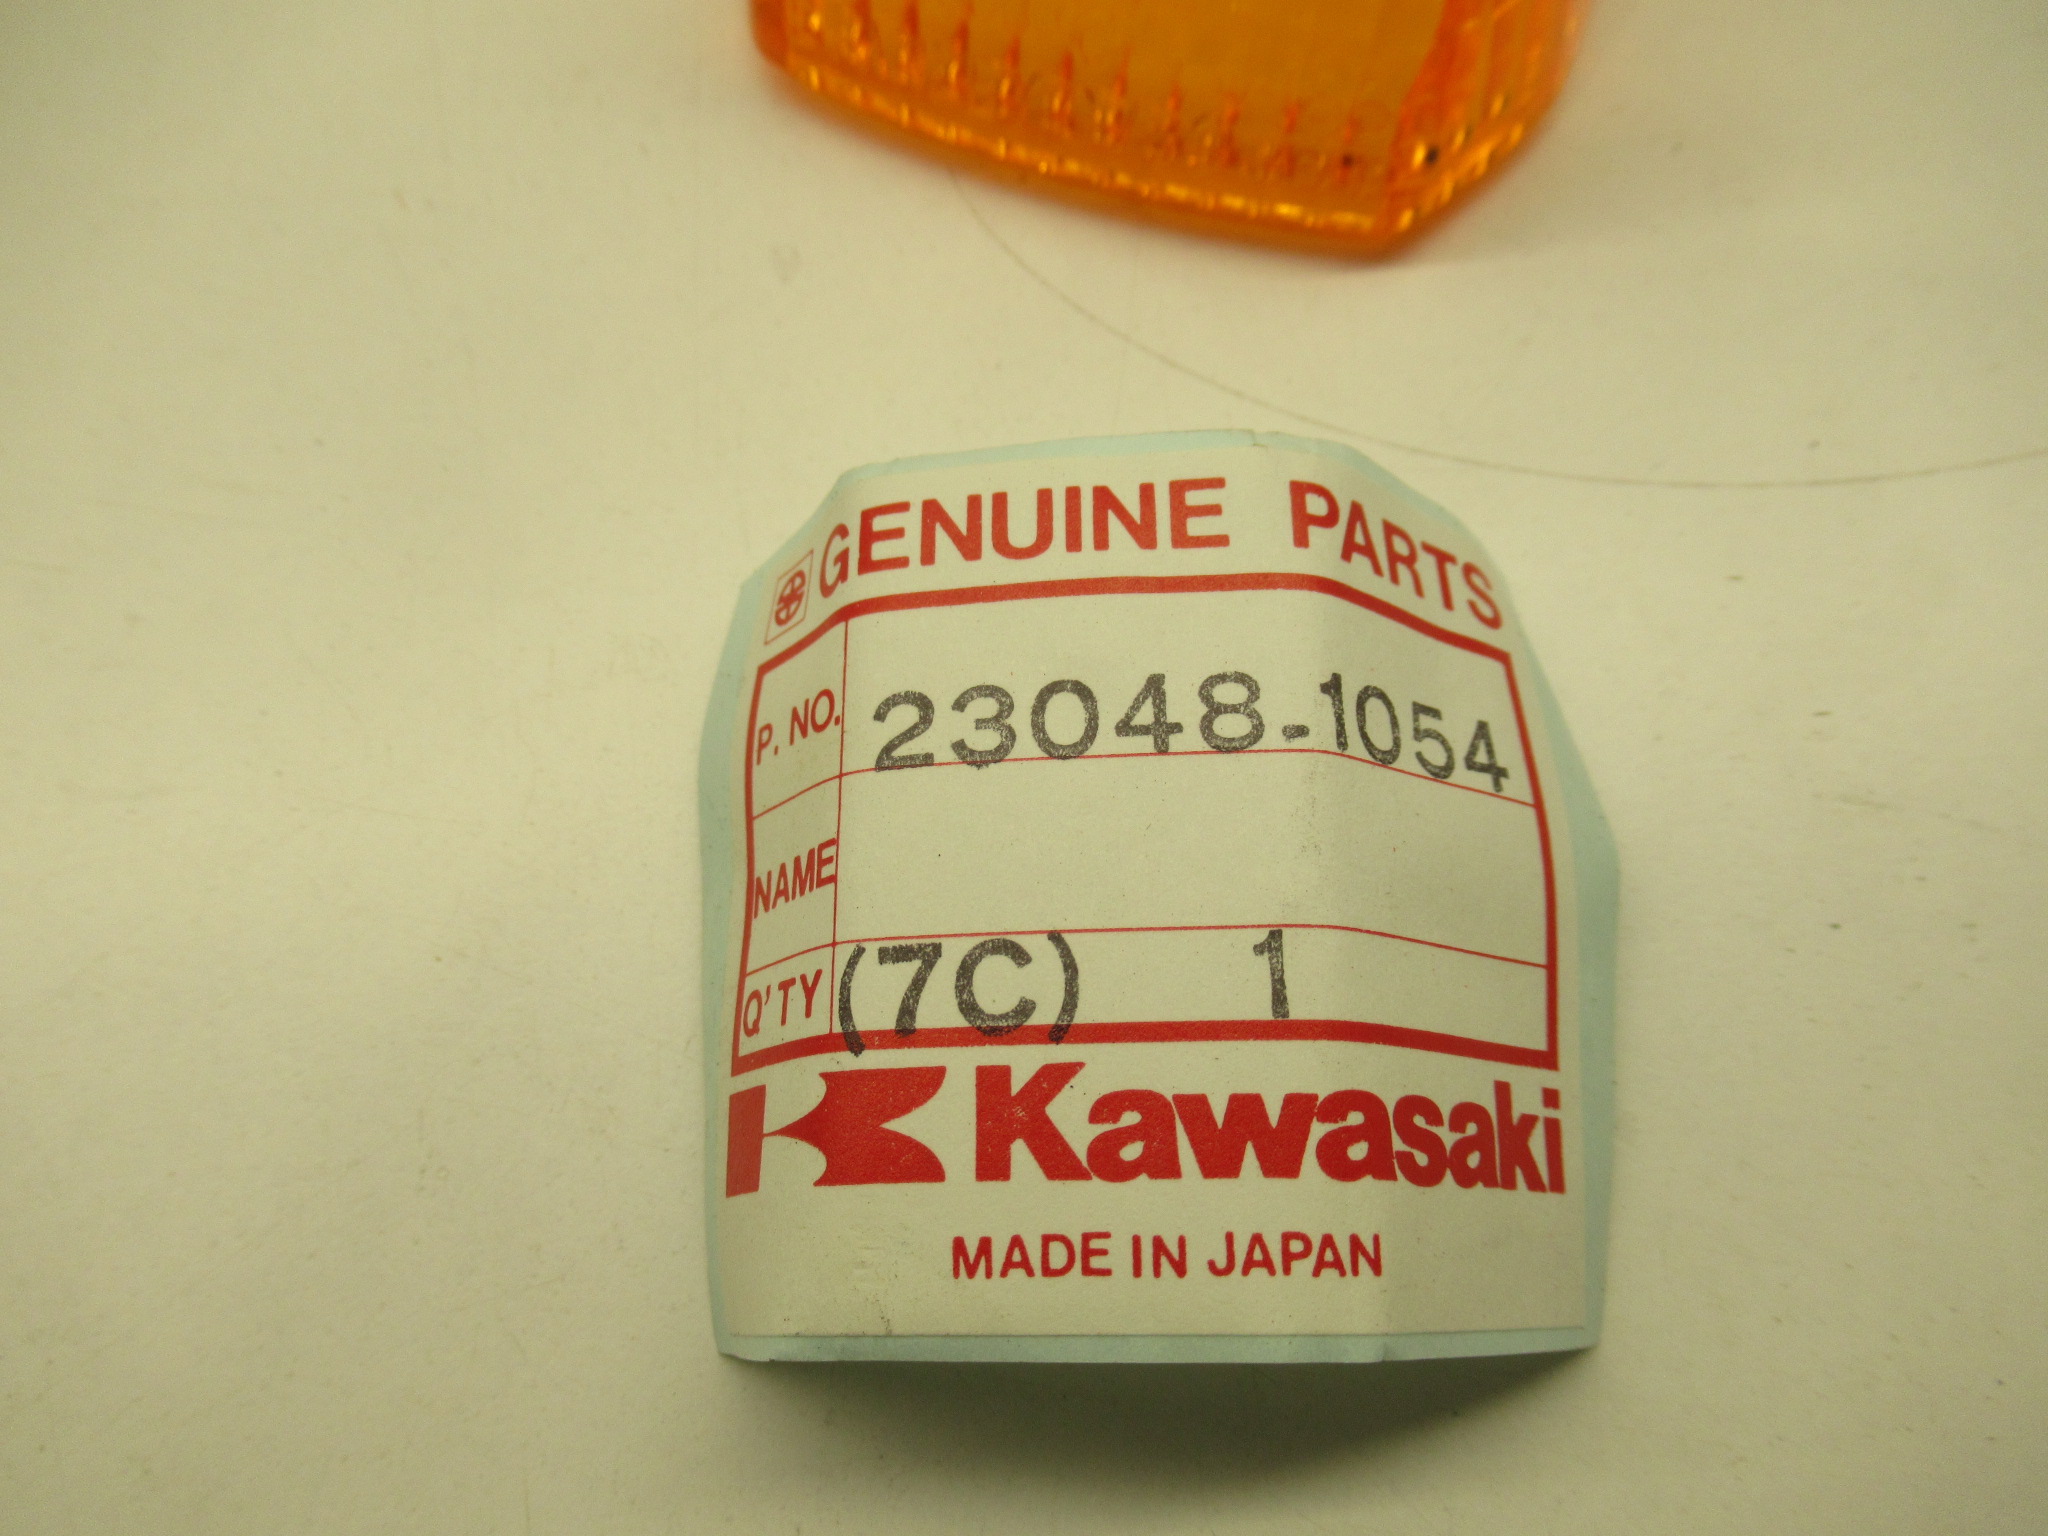 GENUINE PARTS
P. NO. 23048-1054
NAME
Q'TY (7C) 1
Kawasaki
MADE IN JAPAN